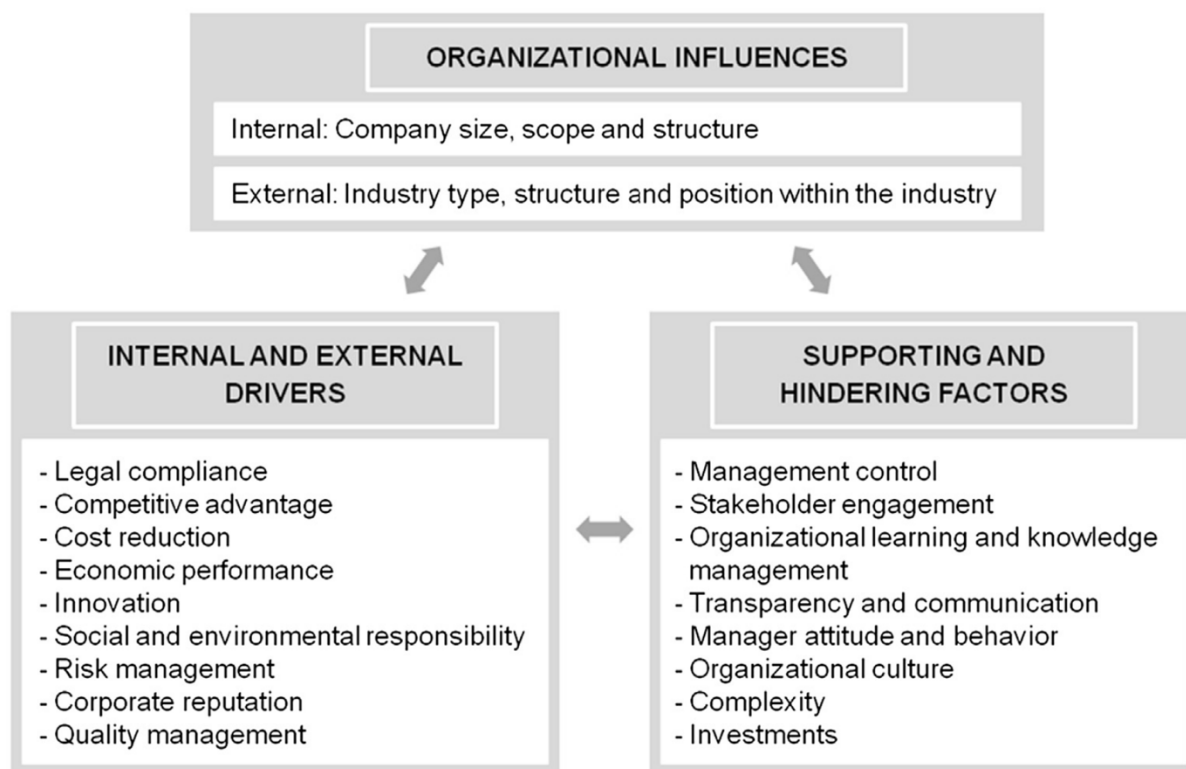 ORGANIZATIONAL INFLUENCES
Internal: Company size, scope and structure
External: Industry type, structure and position within the industry
INTERNAL AND EXTERNAL
DRIVERS
- Legal compliance
- Competitive advantage
- Cost reduction
- Economic performance
- Innovation
- Social and environmental responsibility
- Risk management
- Corporate reputation
- Quality management
SUPPORTING AND
HINDERING FACTORS
- Management control
- Stakeholder engagement
- Organizational learning and knowledge
management
- Transparency and communication
- Manager attitude and behavior
- Organizational culture
- Complexity
- Investments